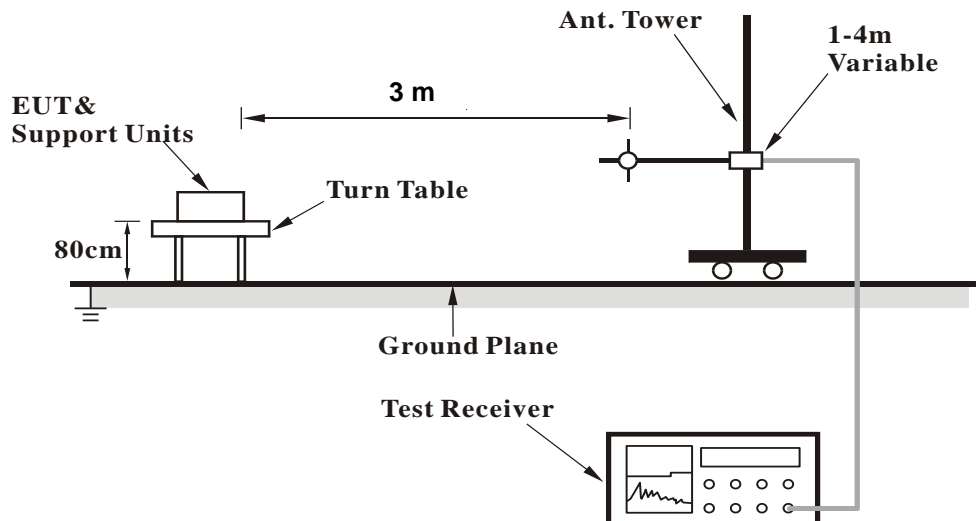 Ant. Tower
1-4m
Variable
3 m
EUT&
Support Units
Turn Table
80cm
Ground Plane
Test Receiver